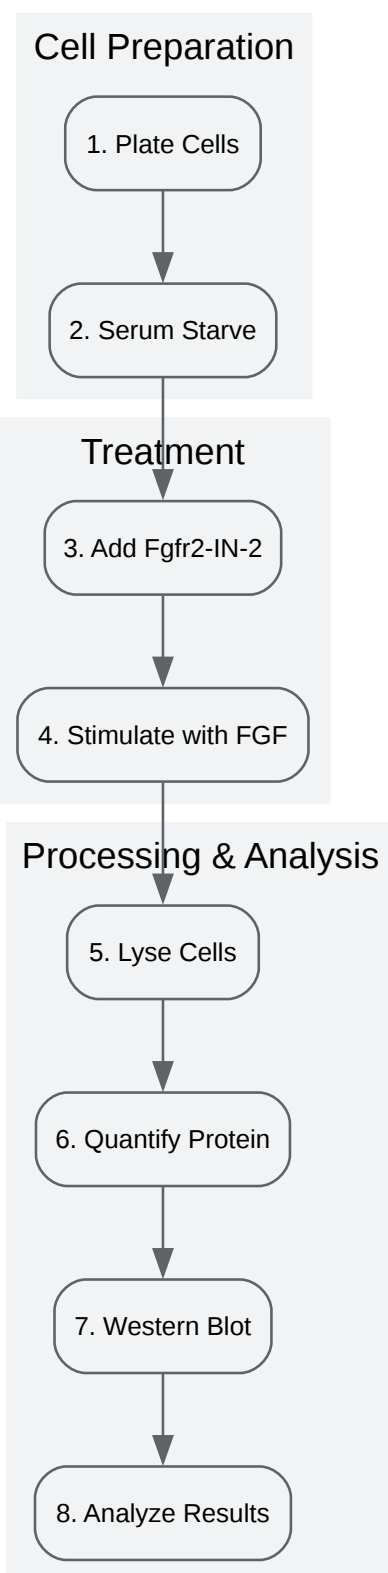 Cell Preparation
1. Plate Cells
2. Serum Starve
Treatment
3. Add Fgfr2-IN-2
4. Stimulate with FGF
Processing & Analysis
5. Lyse Cells
6. Quantify Protein
7. Western Blot
8. Analyze Results